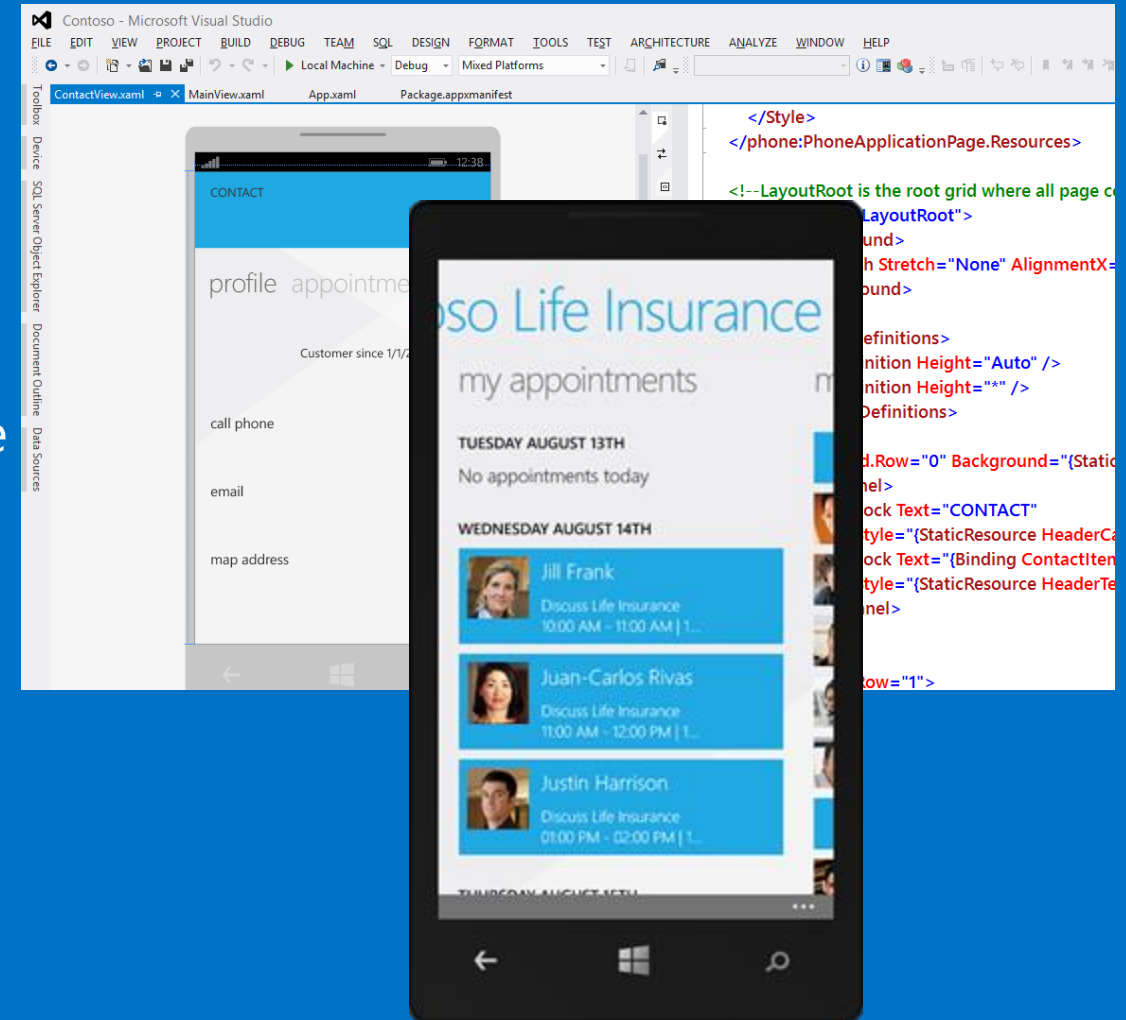 Contoso - Microsoft Visual Studio
FILE EDIT VIEW PROJECT BUILD DEBUG TEAM SQL DESIGN FORMAT TOOLS TEST ARCHITECTURE ANALYZE WINDOW HELP
Local Machine Debug Mixed Platforms
ContactView.xaml MainView.xaml App.xaml Package.appxmanifest
Toolbox
Device
SQL Server Object Explorer
Document Outline
Data Sources
e
12:38
CONTACT
profile appointme
Customer since 1/1/2
call phone
email
map address
</Style>
</phone:PhoneApplicationPage.Resources>
<!--LayoutRoot is the root grid where all page c
LayoutRoot">
und>
h Stretch="None" AlignmentX=
ound>
efinitions>
nition Height="Auto" />
nition Height="*" />
Definitions>
d.Row="0" Background="{Static
nel>
ock Text="CONTACT"
tyle="{StaticResource HeaderCa
ock Text="{Binding ContactItem
tyle="{StaticResource HeaderTe
nel>
ow="1">
oso Life Insurance
my appointments
m
TUESDAY AUGUST 13TH
No appointments today
WEDNESDAY AUGUST 14TH
Jill Frank
Discuss Life Insurance
10:00 AM - 11:00 AM | 1...
Juan-Carlos Rivas
Discuss Life Insurance
11:00 AM - 12:00 PM | 1...
Justin Harrison
Discuss Life Insurance
01:00 PM - 02:00 PM | 1...
THURSDAY AUGUST 15TH